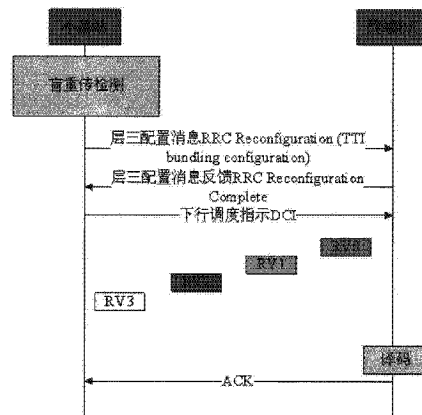 盲重传检测
层三配置消息RRC Reconfiguration (TTI
bundling configuration)
层三配置消息反馈RRC Reconfiguration
Complete
下行调度指示DCI
RV1
RV3
译码
ACK